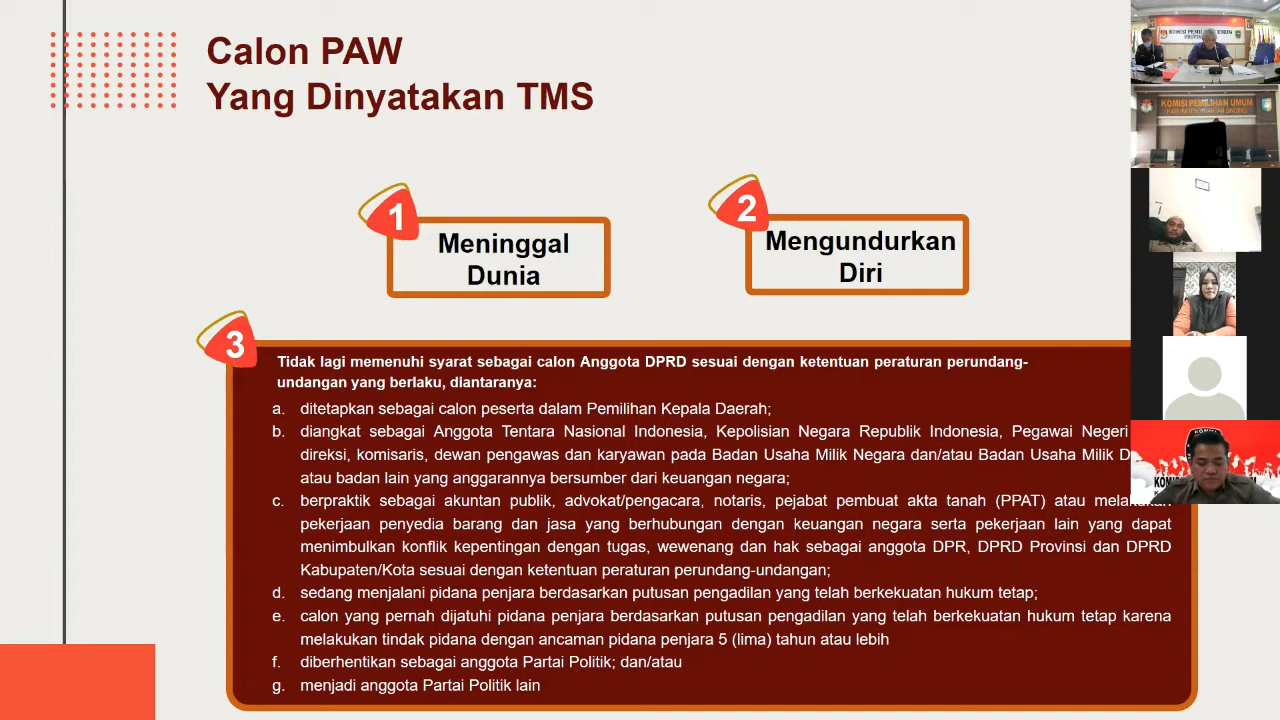 Calon PAW
Yang Dinyatakan TMS
1
Meninggal
Dunia
2
Mengundurkan
Diri
3
Tidak lagi memenuhi syarat sebagai calon Anggota DPRD sesuai dengan ketentuan peraturan perundang-
undangan yang berlaku, diantaranya:
a. ditetapkan sebagai calon peserta dalam Pemilihan Kepala Daerah;
b. diangkat sebagai Anggota Tentara Nasional Indonesia, Kepolisian Negara Republik Indonesia, Pegawai Negeri
direksi, komisaris, dewan pengawas dan karyawan pada Badan Usaha Milik Negara dan/atau Badan Usaha Milik
atau badan lain yang anggarannya bersumber dari keuangan negara;
c. berpraktik sebagai akuntan publik, advokat/pengacara, notaris, pejabat pembuat akta tanah (PPAT) atau melakukan
pekerjaan penyedia barang dan jasa yang berhubungan dengan keuangan negara serta pekerjaan lain yang dapat
menimbulkan konflik kepentingan dengan tugas, wewenang dan hak sebagai anggota DPR, DPRD Provinsi dan DPRD
Kabupaten/Kota sesuai dengan ketentuan peraturan perundang-undangan;
d. sedang menjalani pidana penjara berdasarkan putusan pengadilan yang telah berkekuatan hukum tetap;
e. calon yang pernah dijatuhi pidana penjara berdasarkan putusan pengadilan yang telah berkekuatan hukum tetap karena
melakukan tindak pidana dengan ancaman pidana penjara 5 (lima) tahun atau lebih
f. diberhentikan sebagai anggota Partai Politik; dan/atau
g. menjadi anggota Partai Politik lain
KOMISI PEMILIHAN UMUM
KOMISI PEMILIHAN UMUM
KABUPATEN